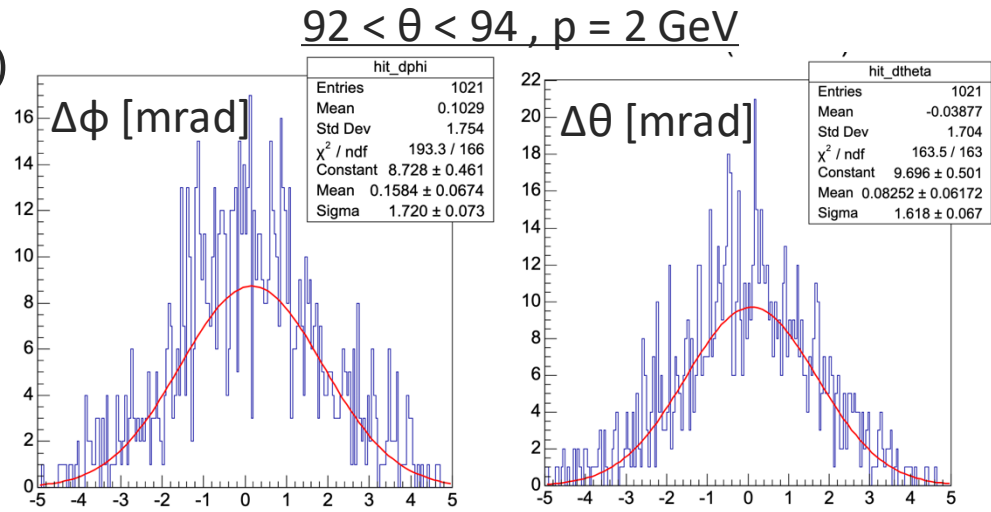 92 < θ < 94 , p = 2 GeV
)
Δϕ [mrad]
hit_dphi
Entries 1021
Mean 0.1029
Std Dev 1.754
χ² / ndf 193.3 / 166
Constant 8.728 ± 0.461
Mean 0.1584 ± 0.0674
Sigma 1.720 ± 0.073
16
14
12
10
8
6
4
2
0
-5 -4 -3 -2 -1 0 1 2 3 4 5
Δθ [mrad]
hit_dtheta
Entries 1021
Mean -0.03877
Std Dev 1.704
χ² / ndf 163.5 / 163
Constant 9.696 ± 0.501
Mean 0.08252 ± 0.06172
Sigma 1.618 ± 0.067
22
20
18
16
14
12
10
8
6
4
2
0
-5 -4 -3 -2 -1 0 1 2 3 4 5